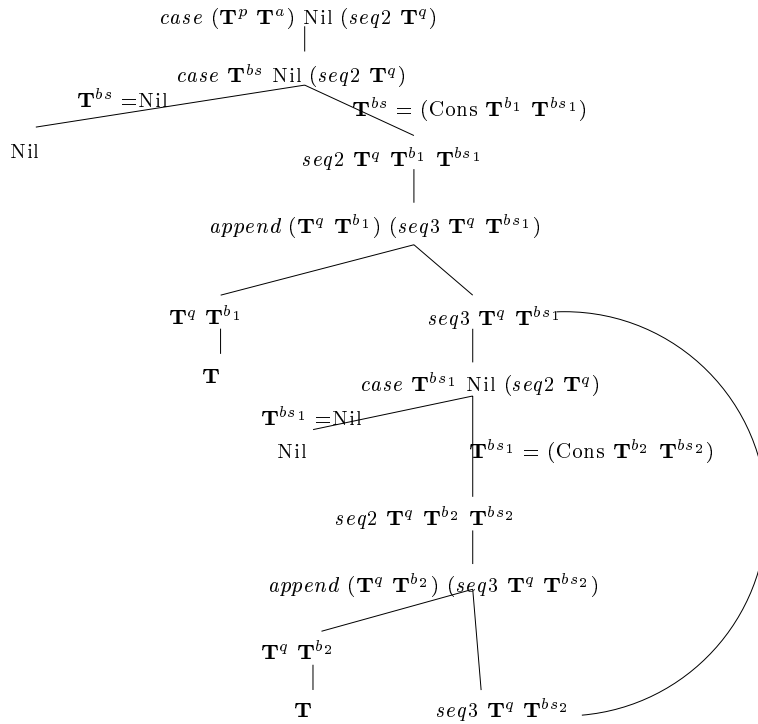 case (T^p T^a) Nil (seq2 T^q)
case T^bs Nil (seq2 T^q)
T^bs =Nil
T^bs = (Cons T^b₁ T^bs₁)
Nil
seq2 T^q T^b₁ T^bs₁
append (T^q T^b₁) (seq3 T^q T^bs₁)
T^q T^b₁
seq3 T^q T^bs₁
T
case T^bs₁ Nil (seq2 T^q)
T^bs₁ =Nil
Nil
T^bs₁ = (Cons T^b₂ T^bs₂)
seq2 T^q T^b₂ T^bs₂
append (T^q T^b₂) (seq3 T^q T^bs₂)
T^q T^b₂
T
seq3 T^q T^bs₂